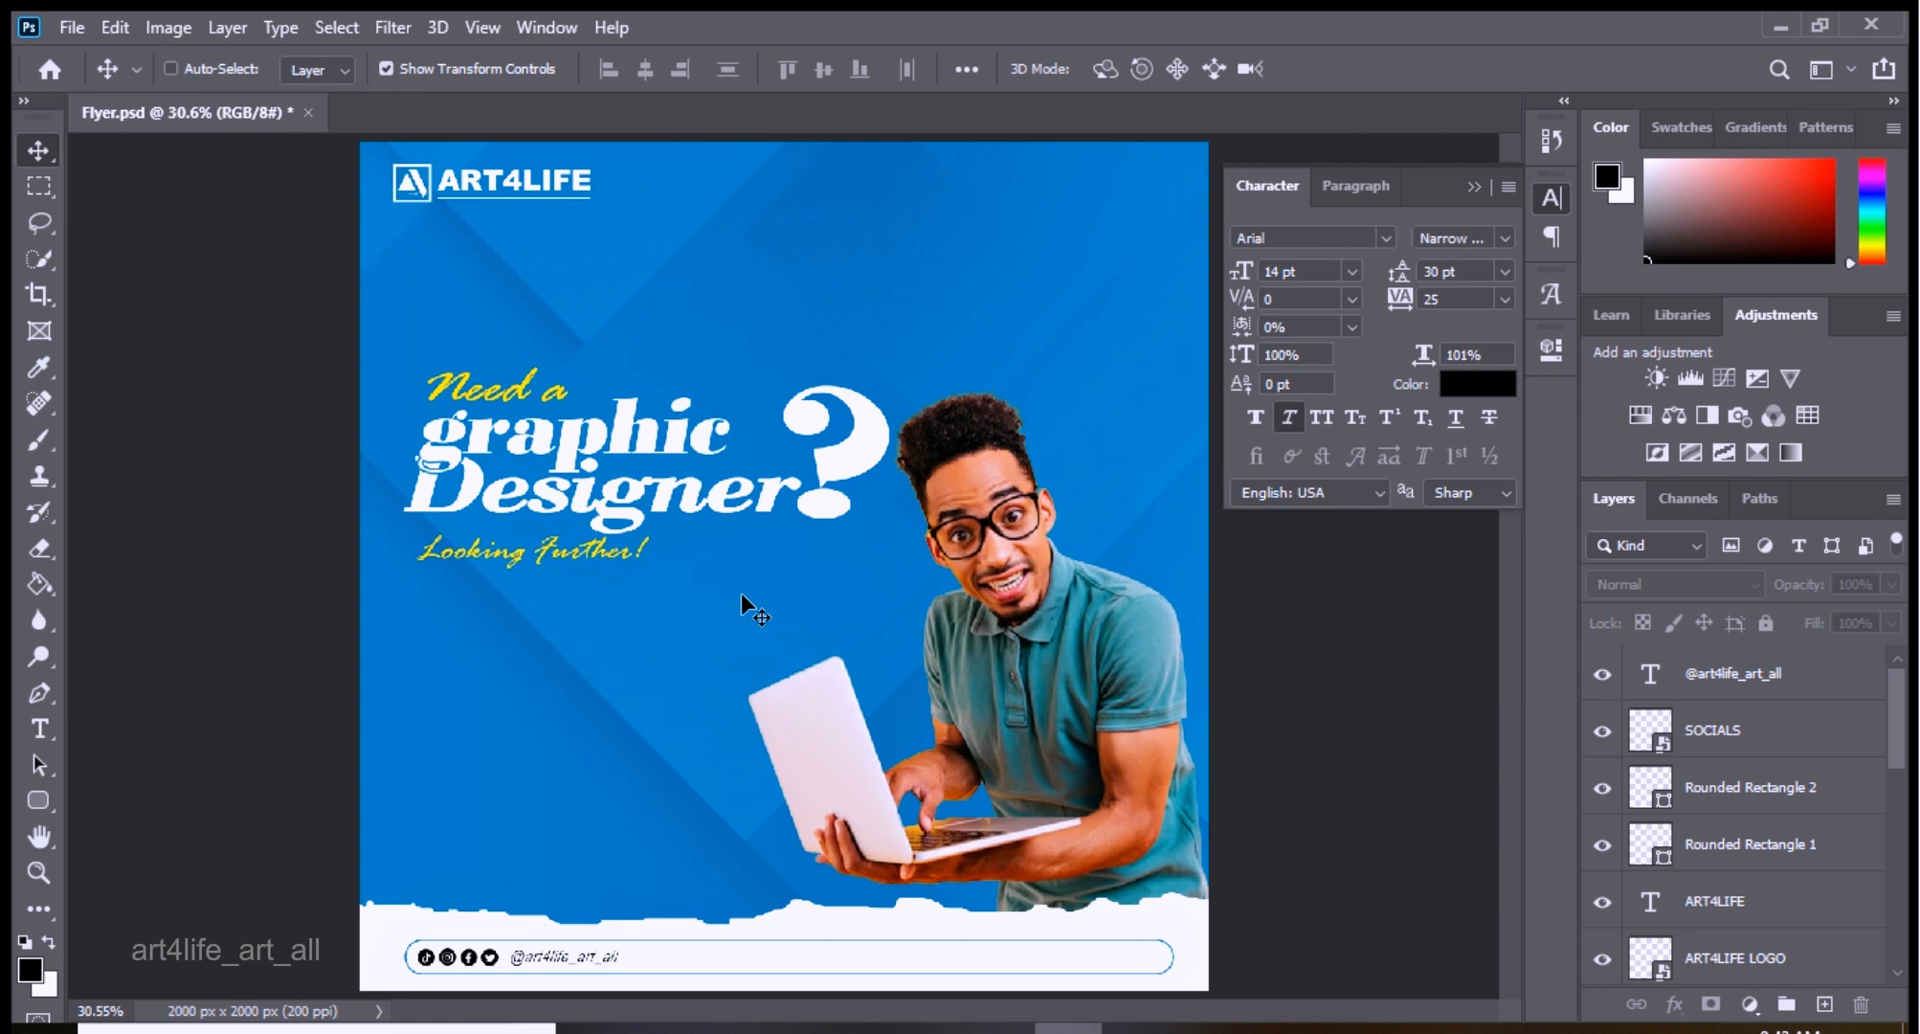 Ps File Edit Image Layer Type Select Filter 3D View Window Help
Auto-Select: Layer Show Transform Controls 3D Mode:
Flyer.psd @ 30.6% (RGB/8#) *
ART4LIFE
Need a
graphic
Designer?
Looking Further!
@art4life_art_all
art4life_art_all
30.55% 2000 px x 2000 px (200 ppi)
Character Paragraph
Arial Narrow ...
14 pt 30 pt
0 25
0%
100% 101%
0 pt Color:
English: USA Sharp
Color Swatches Gradients Patterns
Learn Libraries Adjustments
Add an adjustment
Layers Channels Paths
Kind
Normal Opacity: 100%
Lock: Fill: 100%
@art4life_art_all
SOCIALS
Rounded Rectangle 2
Rounded Rectangle 1
ART4LIFE
ART4LIFE LOGO